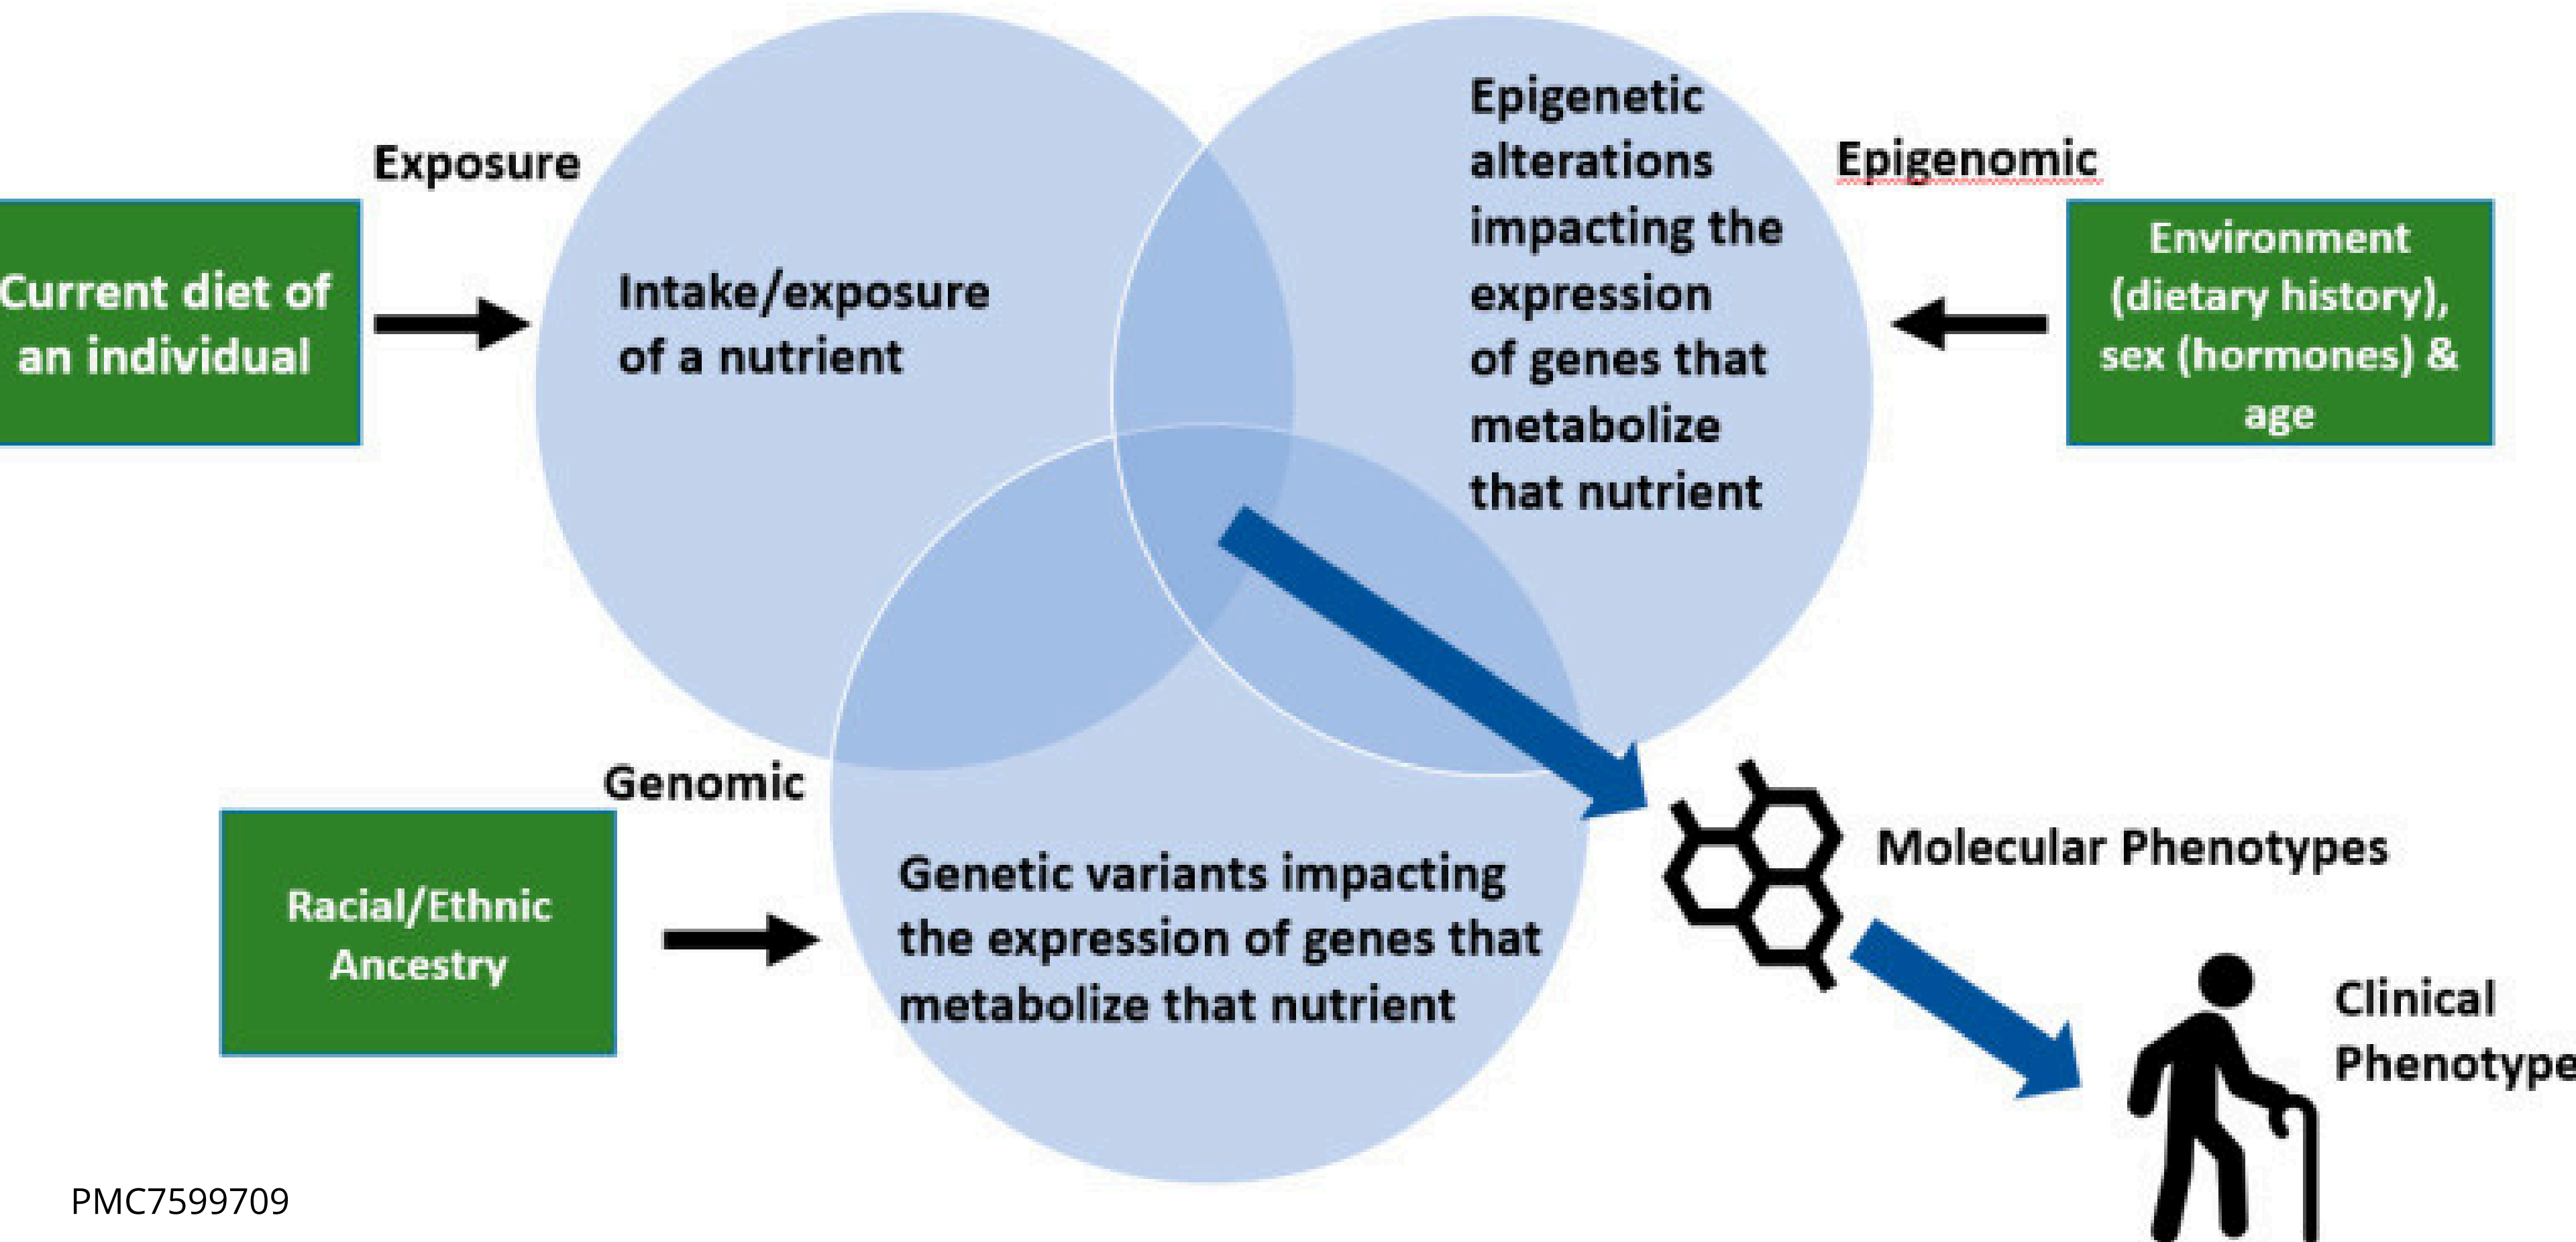 Exposure
Current diet of
an individual
Intake/exposure
of a nutrient
Epigenetic
alterations
impacting the
expression
of genes that
metabolize
that nutrient
Epigenomic
Environment
(dietary history),
sex (hormones) &
age
Genomic
Racial/Ethnic
Ancestry
Genetic variants impacting
the expression of genes that
metabolize that nutrient
Molecular Phenotypes
Clinical
Phenotype
PMC7599709